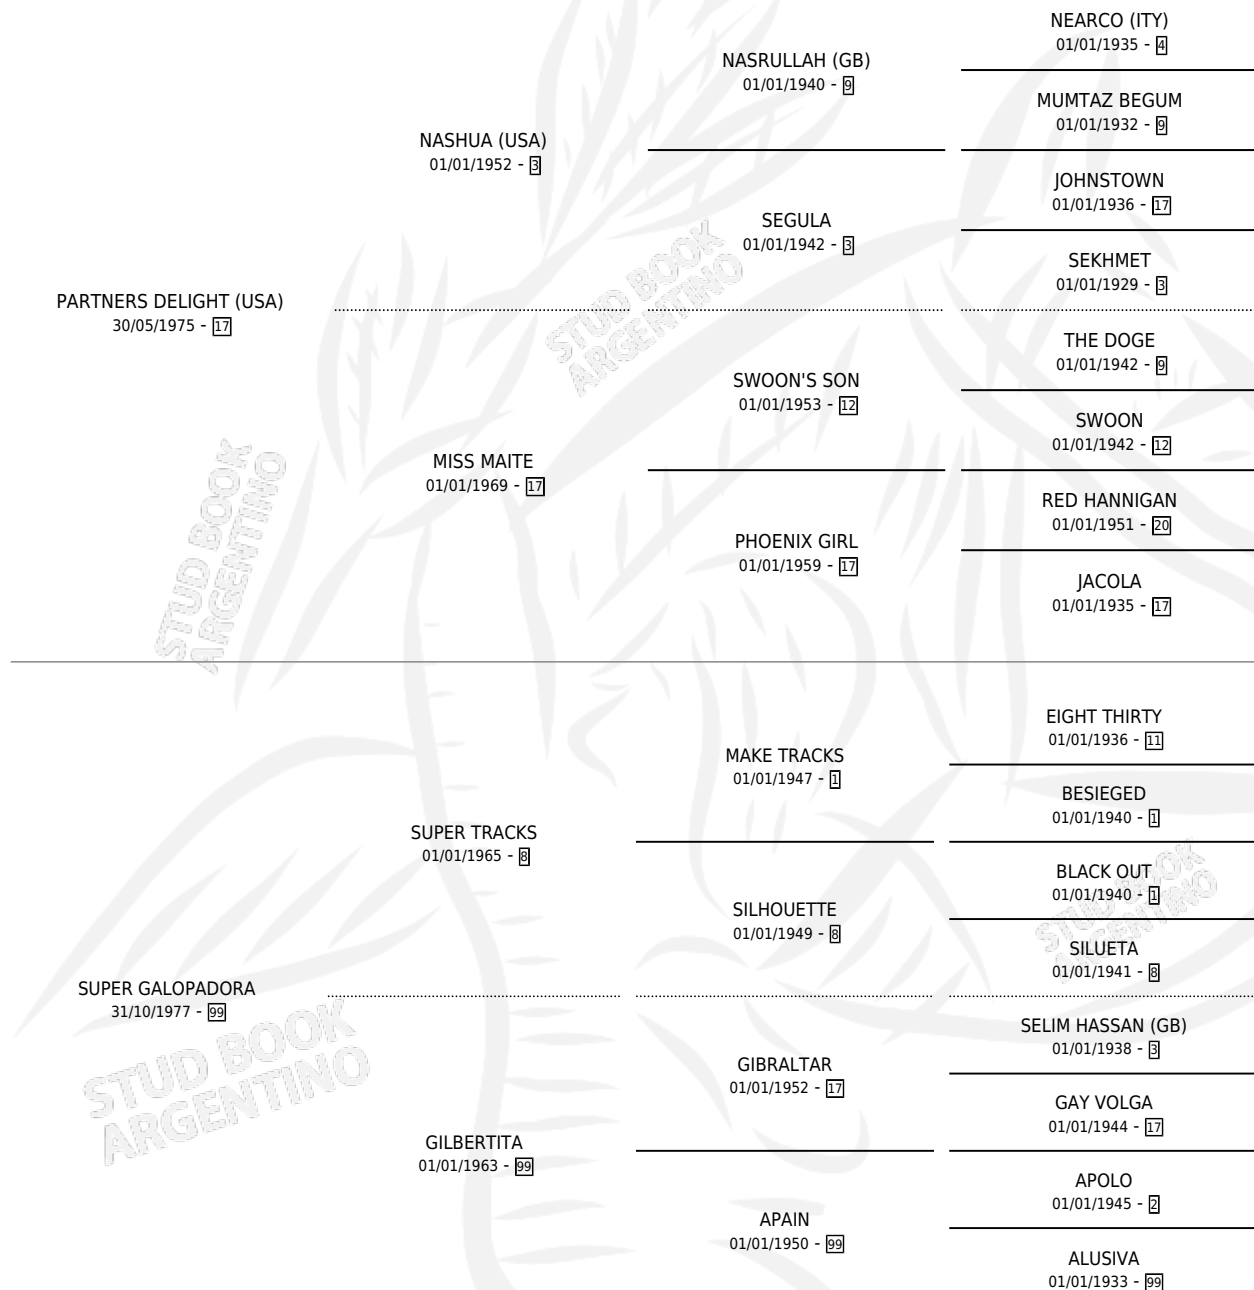 NEARCO (ITY)
01/01/1935 - 4
NASRULLAH (GB)
01/01/1940 - 9
MUMTAZ BEGUM
01/01/1932 - 9
NASHUA (USA)
01/01/1952 - 3
JOHNSTOWN
01/01/1936 - 17
SEGULA
01/01/1942 - 3
SEKHMET
01/01/1929 - 3
PARTNERS DELIGHT (USA)
30/05/1975 - 17
THE DOGE
01/01/1942 - 9
SWOON'S SON
01/01/1953 - 12
SWOON
01/01/1942 - 12
MISS MAITE
01/01/1969 - 17
RED HANNIGAN
01/01/1951 - 20
PHOENIX GIRL
01/01/1959 - 17
JACOLA
01/01/1935 - 17
EIGHT THIRTY
01/01/1936 - 11
MAKE TRACKS
01/01/1947 - 1
BESIEGED
01/01/1940 - 1
SUPER TRACKS
01/01/1965 - 8
BLACK OUT
01/01/1940 - 1
SILHOUETTE
01/01/1949 - 8
SILUETA
01/01/1941 - 8
SUPER GALOPADORA
31/10/1977 - 99
SELIM HASSAN (GB)
01/01/1938 - 3
GIBRALTAR
01/01/1952 - 17
GAY VOLGA
01/01/1944 - 17
GILBERTITA
01/01/1963 - 99
APOLO
01/01/1945 - 2
APAIN
01/01/1950 - 99
ALUSIVA
01/01/1933 - 99
STUD BOOK
ARGENTINO
STUD BOOK
ARGENTINO
STUD BOOK
ARGENTINO
STUD BOOK
ARGENTINO